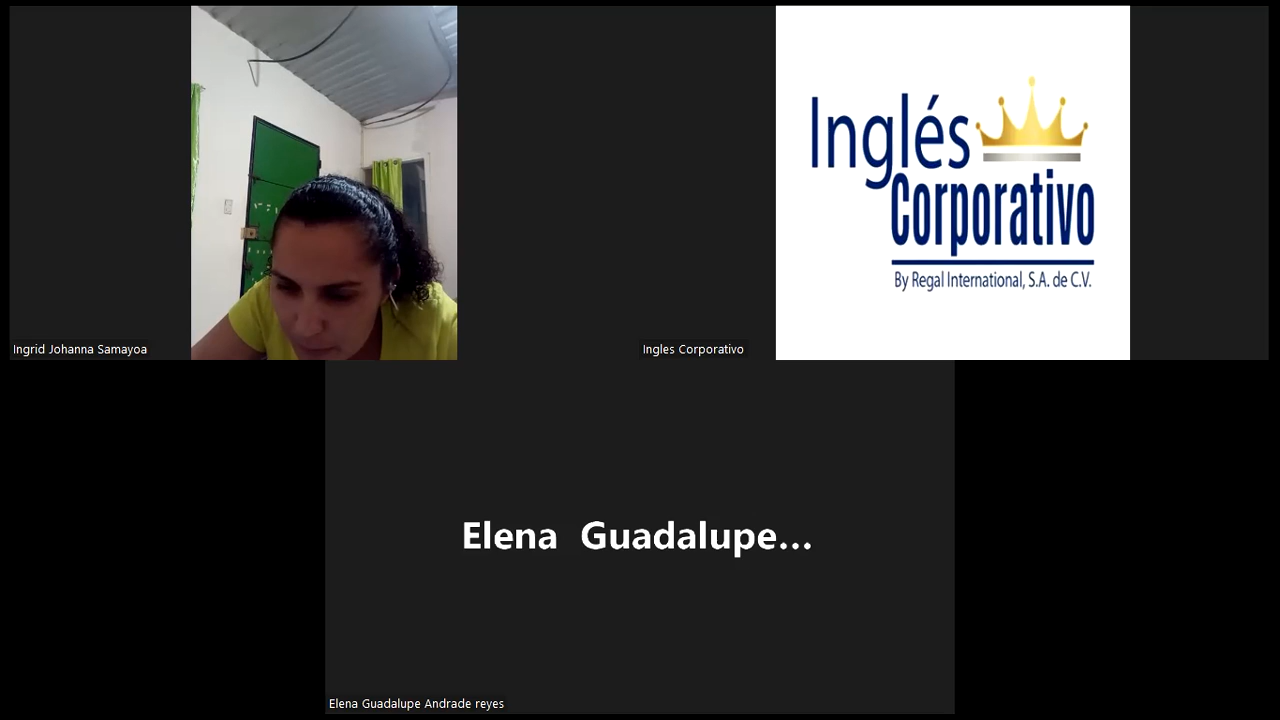 Ingrid Johanna Samayoa
Inglés
Corporativo
By Regal International, S.A. de C.V.
Ingles Corporativo
Elena Guadalupe...
Elena Guadalupe Andrade reyes